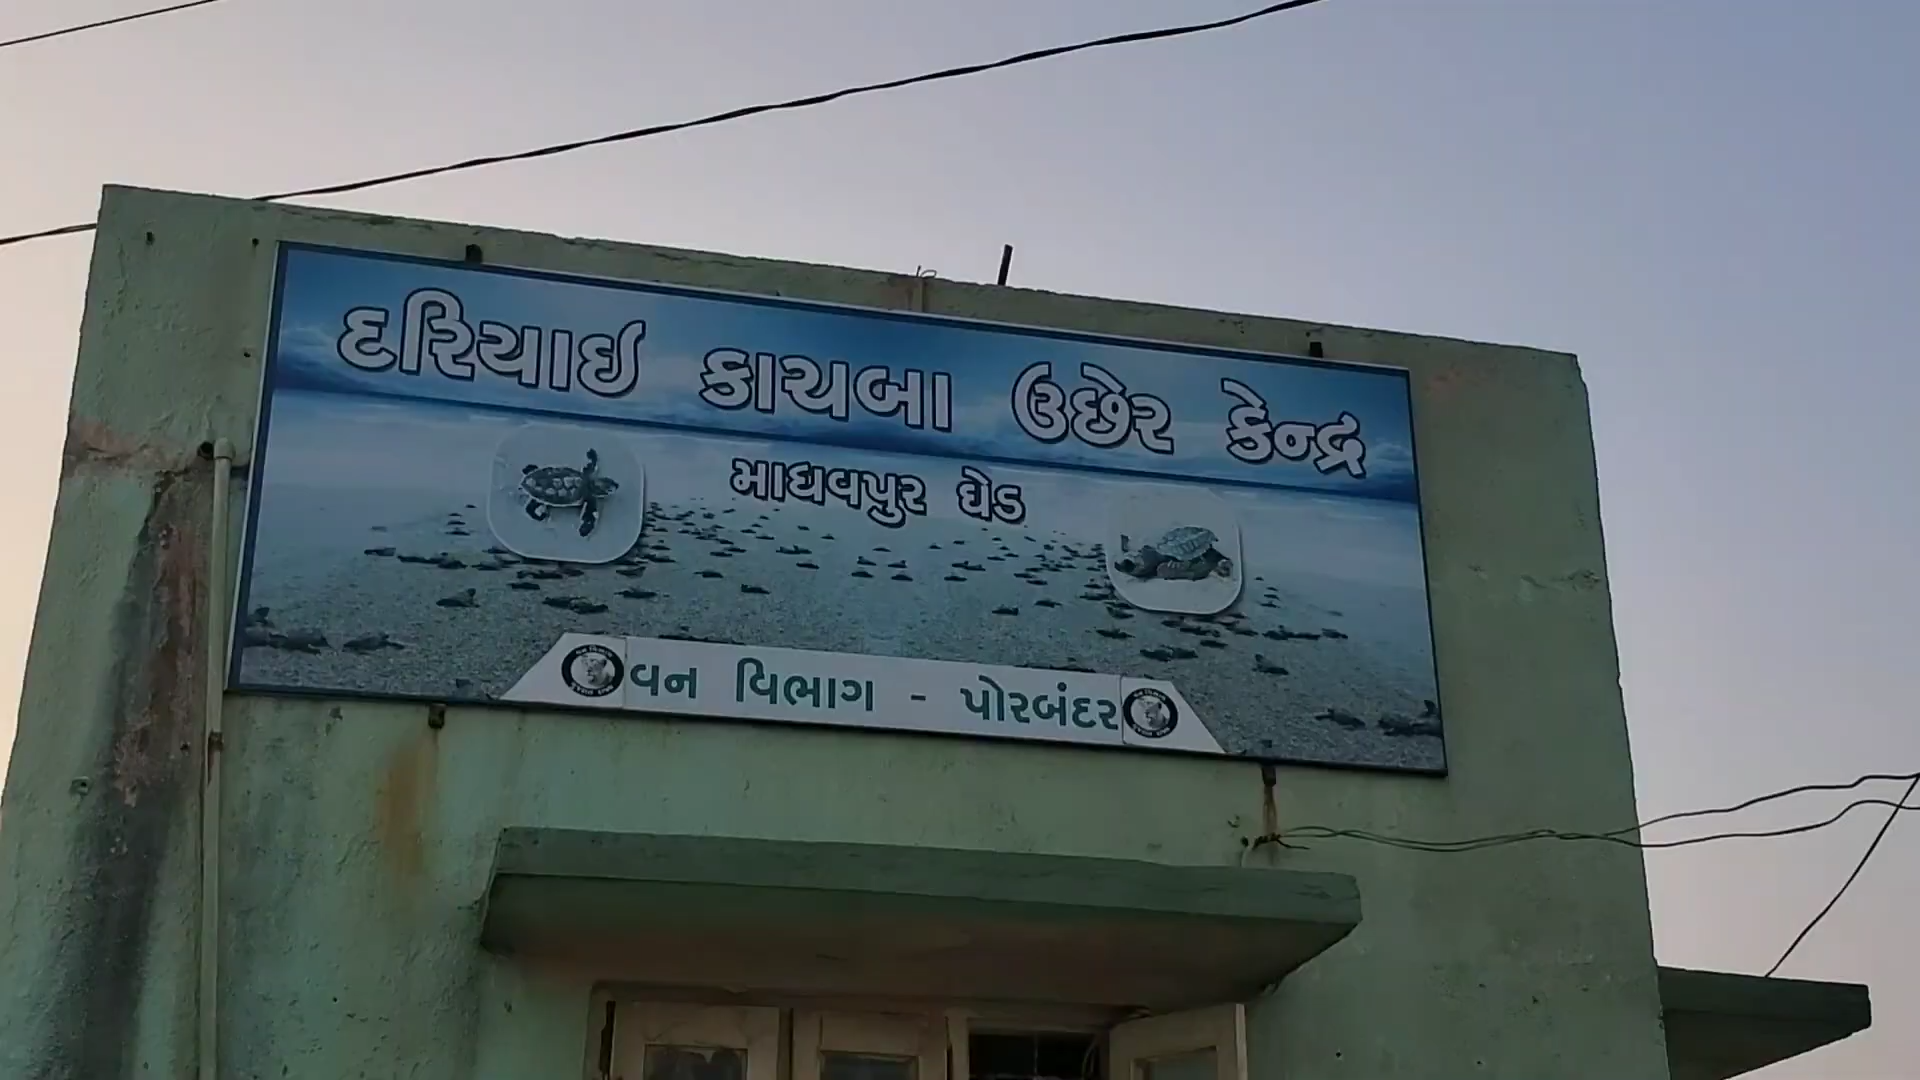 દરિયાઇ કાચબા ઉછેર કેન્દ્ર
માધવપુર ઘેડ
વન વિભાગ - પોરબંદર